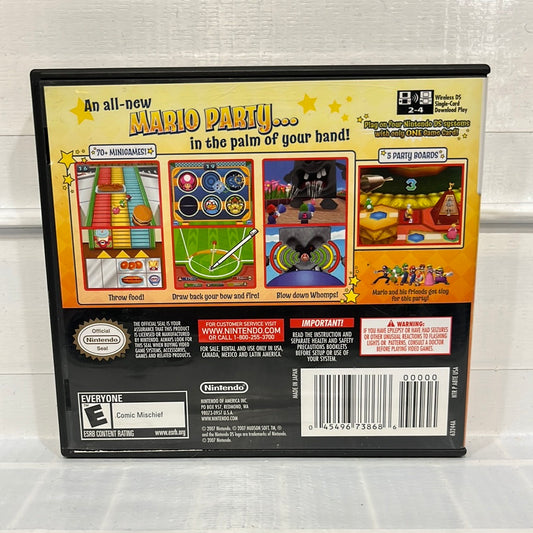 An all-new
MARIO PARTY...
in the palm of your hand!
2-4
Wireless DS
Single-Card
Download Play
Play on four Nintendo DS systems
with only ONE Game Card!
70+ MINIGAMES!
5 PARTY BOARDS
3
Throw food!
Draw back your bow and fire!
Blow down Whomps!
Mario and his friends get tiny
for this party!
Official
Nintendo
Seal
THE OFFICIAL SEAL IS YOUR
ASSURANCE THAT THIS PRODUCT
IS LICENSED OR MANUFACTURED
BY NINTENDO. ALWAYS LOOK FOR
THIS SEAL WHEN BUYING VIDEO
GAME SYSTEMS, ACCESSORIES,
GAMES AND RELATED PRODUCTS.
FOR CUSTOMER SERVICE VISIT
WWW.NINTENDO.COM
OR CALL 1-800-255-3700
FOR SALE, RENTAL AND USE ONLY IN USA,
CANADA, MEXICO AND LATIN AMERICA.
IMPORTANT!
READ THE INSTRUCTION AND
SEPARATE HEALTH AND SAFETY
PRECAUTIONS BOOKLETS
BEFORE SETUP OR USE OF
YOUR SYSTEM.
WARNING:
IF YOU HAVE EPILEPSY OR HAVE HAD SEIZURES
OR OTHER UNUSUAL REACTIONS TO FLASHING
LIGHTS OR PATTERNS, CONSULT A DOCTOR
BEFORE PLAYING VIDEO GAMES.
EVERYONE
E
Comic Mischief
ESRB CONTENT RATING
www.esrb.org
Nintendo
NINTENDO OF AMERICA INC.
PO BOX 957, REDMOND, WA
98073-0957 U.S.A.
WWW.NINTENDO.COM
© 2007 Nintendo. © 2007 HUDSON SOFT. TM, ®
and the Nintendo DS logo are trademarks of Nintendo.
© 2007 Nintendo.
MADE IN JAPAN
00000
0 45496 73868 6
63944A